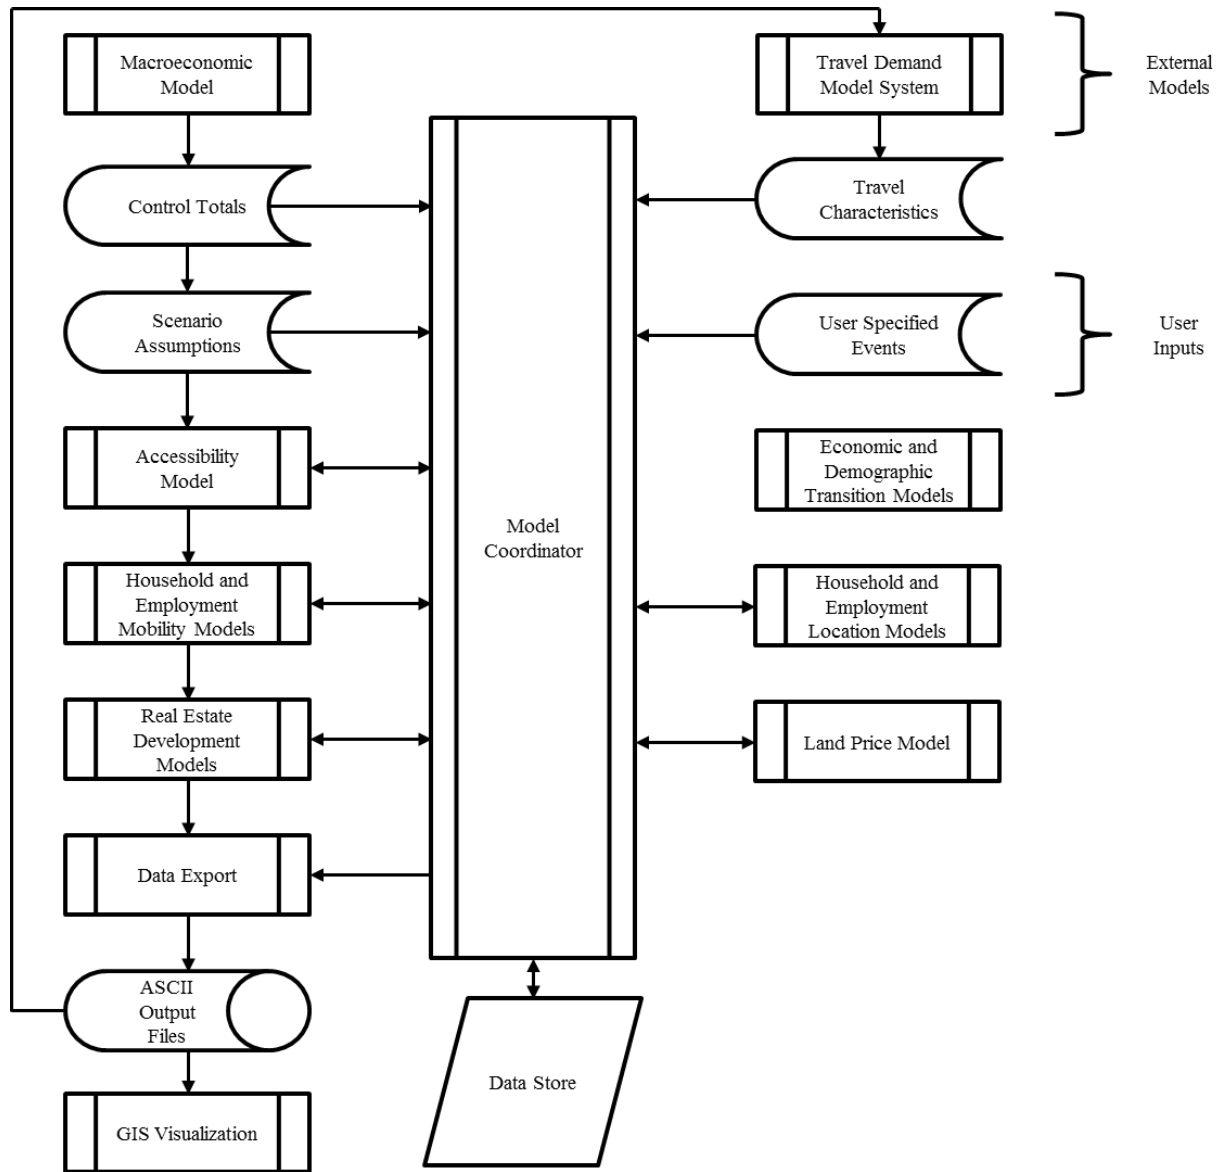 Macroeconomic
Model
Travel Demand
Model System
External
Models
Control Totals
Travel
Characteristics
Scenario
Assumptions
User Specified
Events
User
Inputs
Accessibility
Model
Economic and
Demographic
Transition Models
Model
Coordinator
Household and
Employment
Mobility Models
Household and
Employment
Location Models
Real Estate
Development
Models
Land Price Model
Data Export
ASCII
Output
Files
Data Store
GIS Visualization